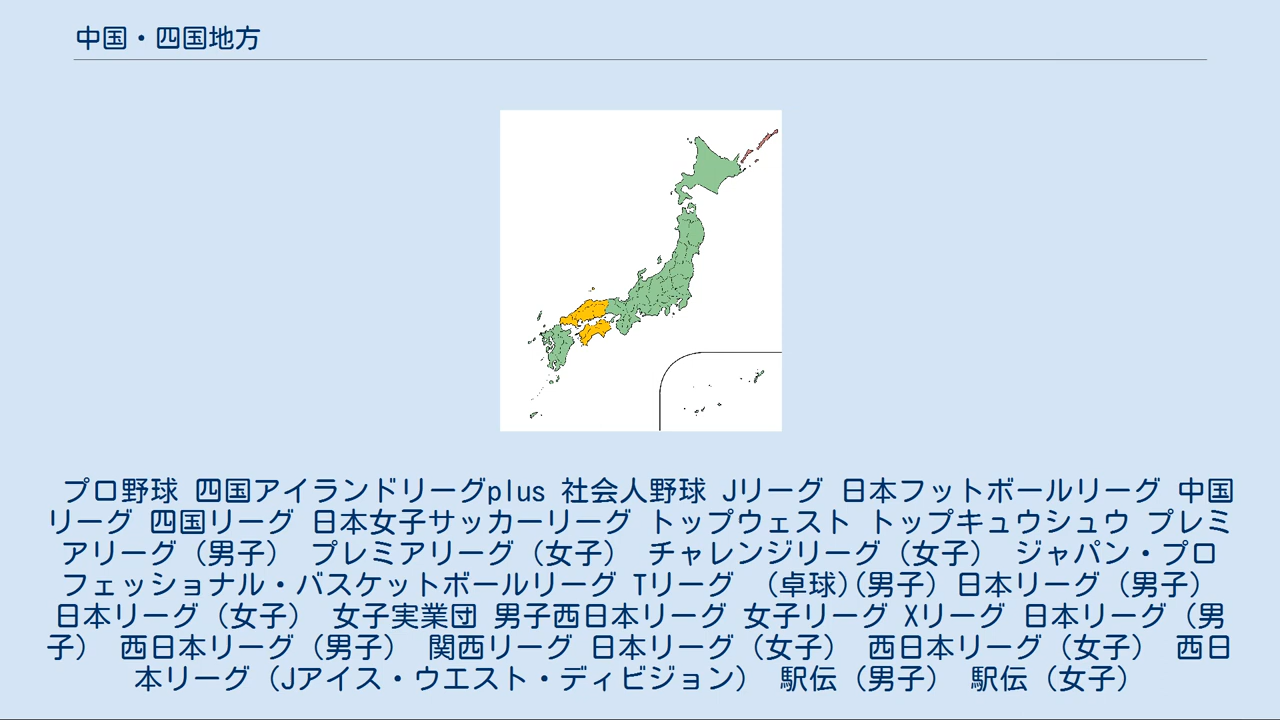 中国・四国地方
プロ野球 四国アイランドリーグplus 社会人野球 Jリーグ 日本フットボールリーグ 中国
リーグ 四国リーグ 日本女子サッカーリーグ トップウェスト トップキュウシュウ プレミ
アリーグ（男子） プレミアリーグ（女子） チャレンジリーグ（女子） ジャパン・プロ
フェッショナル・バスケットボールリーグ Tリーグ （卓球）（男子）日本リーグ（男子）
日本リーグ（女子） 女子実業団 男子西日本リーグ 女子リーグ Xリーグ 日本リーグ（男
子） 西日本リーグ（男子） 関西リーグ 日本リーグ（女子） 西日本リーグ（女子） 西日
本リーグ（Jアイス・ウエスト・ディビジョン） 駅伝（男子） 駅伝（女子）